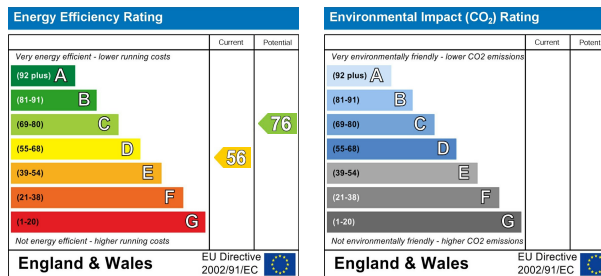 Energy Efficiency Rating
Current Potential
Very energy efficient - lower running costs
(92 plus) A
(81-91) B
(69-80) C
(55-68) D
(39-54) E
(21-38) F
(1-20) G
76
56
Not energy efficient - higher running costs
England & Wales
EU Directive
2002/91/EC
Environmental Impact (CO₂) Rating
Current Potent
Very environmentally friendly - lower CO2 emissions
(92 plus) A
(81-91) B
(69-80) C
(55-68) D
(39-54) E
(21-38) F
(1-20) G
Not environmentally friendly - higher CO2 emissions
England & Wales
EU Directive
2002/91/EC